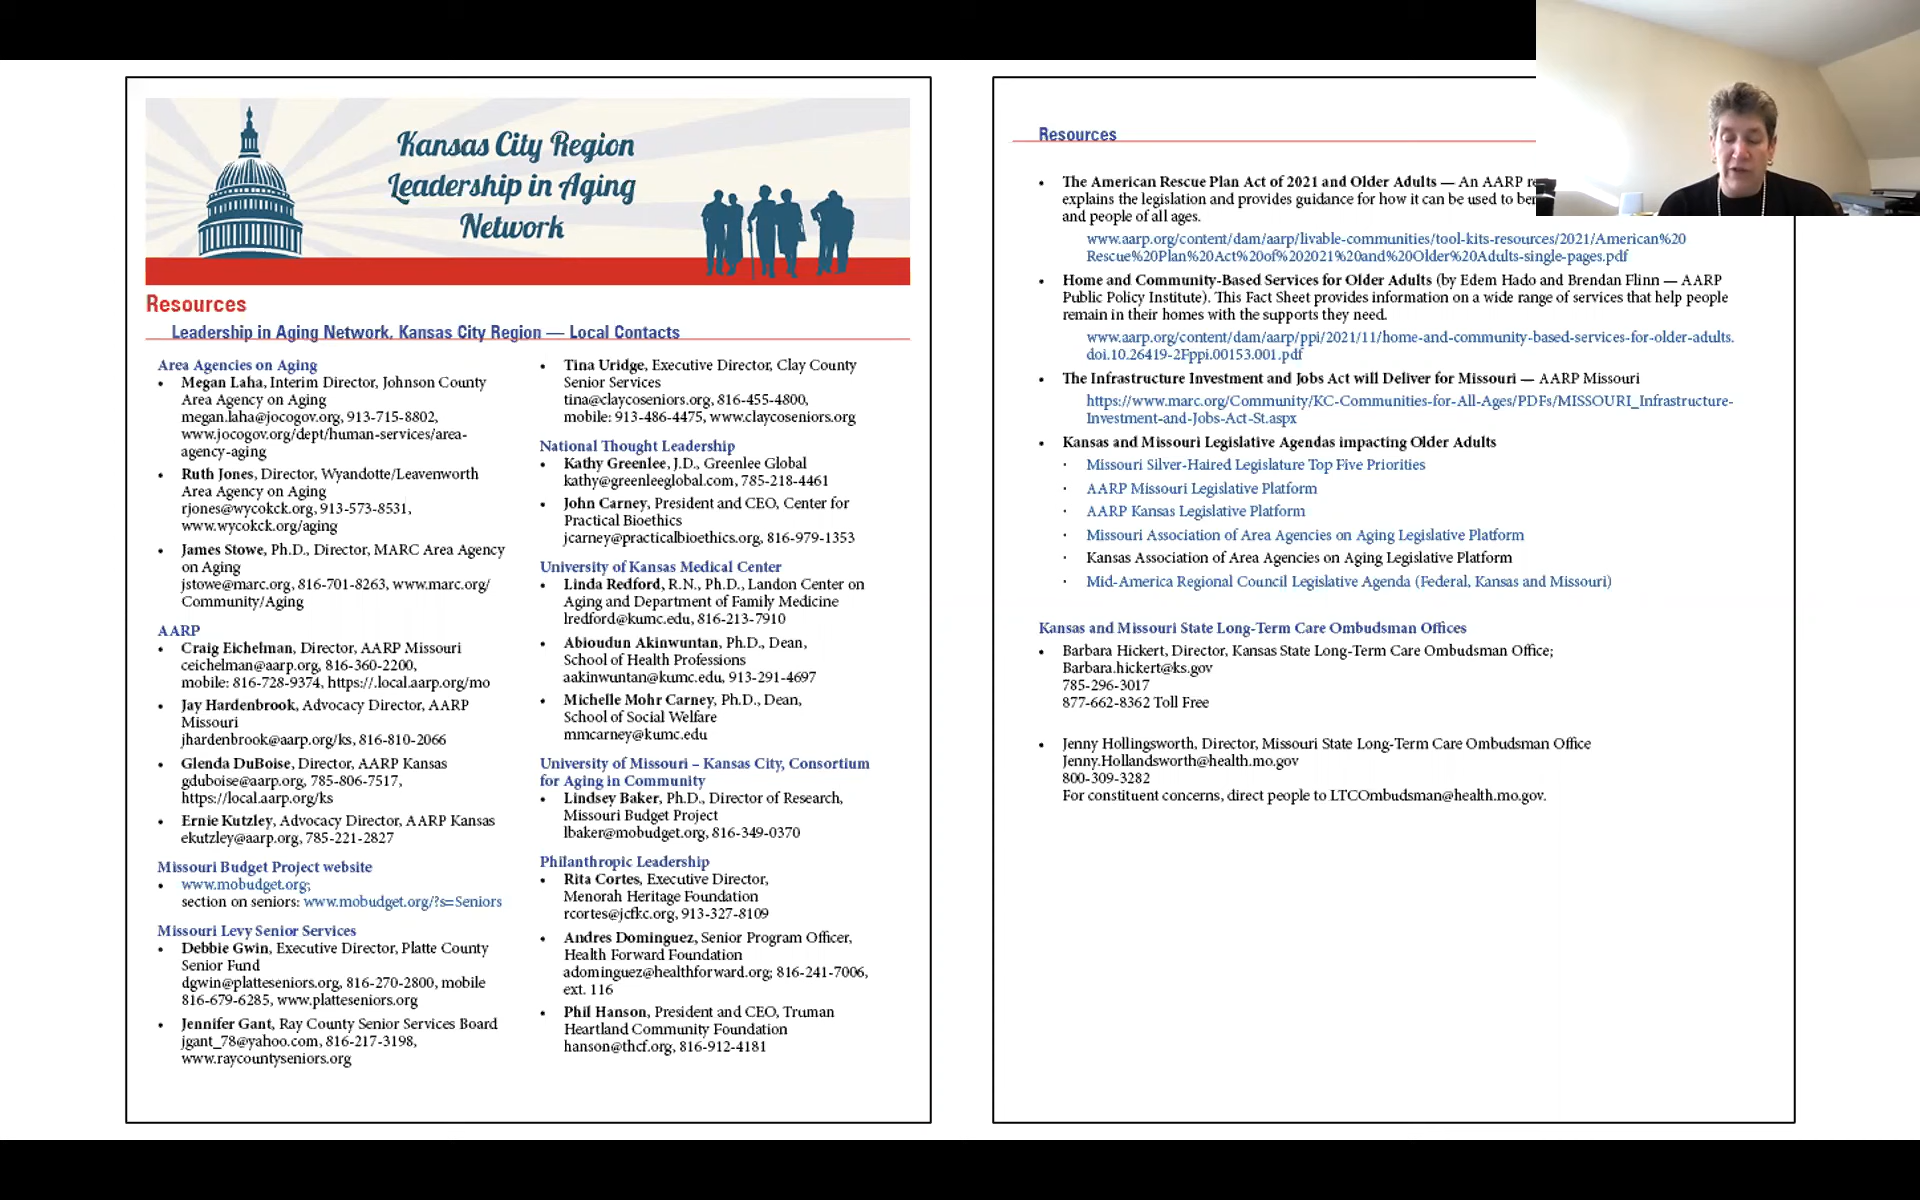 Kansas City Region
Leadership in Aging
Network
Resources
Leadership in Aging Network, Kansas City Region — Local Contacts
Area Agencies on Aging
• Megan Laha, Interim Director, Johnson County
Area Agency on Aging
megan.laha@jocogov.org, 913-715-8802,
www.jocogov.org/dept/human-services/area-
agency-aging
• Ruth Jones, Director, Wyandotte/Leavenworth
Area Agency on Aging
rjones@wycokck.org, 913-573-8531,
www.wycokck.org/aging
• James Stowe, Ph.D., Director, MARC Area Agency
on Aging
jstowe@marc.org, 816-701-8263, www.marc.org/
Community/Aging
AARP
• Craig Eichelman, Director, AARP Missouri
ceichelman@aarp.org, 816-360-2200,
mobile: 816-728-9374, https://.local.aarp.org/mo
• Jay Hardenbrook, Advocacy Director, AARP
Missouri
jhardenbrook@aarp.org/ks, 816-810-2066
• Glenda DuBoise, Director, AARP Kansas
gduboise@aarp.org, 785-806-7517,
https://local.aarp.org/ks
• Ernie Kutzley, Advocacy Director, AARP Kansas
ekutzley@aarp.org, 785-221-2827
Missouri Budget Project website
• www.mobudget.org;
section on seniors: www.mobudget.org/?s=Seniors
Missouri Levy Senior Services
• Debbie Gwin, Executive Director, Platte County
Senior Fund
dgwin@platteseniors.org, 816-270-2800, mobile
816-679-6285, www.platteseniors.org
• Jennifer Gant, Ray County Senior Services Board
jgant_78@yahoo.com, 816-217-3198,
www.raycountyseniors.org
• Tina Uridge, Executive Director, Clay County
Senior Services
tina@claycoseniors.org, 816-455-4800,
mobile: 913-486-4475, www.claycoseniors.org
National Thought Leadership
• Kathy Greenlee, J.D., Greenlee Global
kathy@greenleeglobal.com, 785-218-4461
• John Carney, President and CEO, Center for
Practical Bioethics
jcarney@practicalbioethics.org, 816-979-1353
University of Kansas Medical Center
• Linda Redford, R.N., Ph.D., Landon Center on
Aging and Department of Family Medicine
lredford@kumc.edu, 816-213-7910
• Abioudun Akinwuntan, Ph.D., Dean,
School of Health Professions
aakinwuntan@kumc.edu, 913-291-4697
• Michelle Mohr Carney, Ph.D., Dean,
School of Social Welfare
mmcarney@kumc.edu
University of Missouri – Kansas City, Consortium
for Aging in Community
• Lindsey Baker, Ph.D., Director of Research,
Missouri Budget Project
lbaker@mobudget.org, 816-349-0370
Philanthropic Leadership
• Rita Cortes, Executive Director,
Menorah Heritage Foundation
rcortes@jcfkc.org, 913-327-8109
• Andres Dominguez, Senior Program Officer,
Health Forward Foundation
adominguez@healthforward.org; 816-241-7006,
ext. 116
• Phil Hanson, President and CEO, Truman
Heartland Community Foundation
hanson@thcf.org, 816-912-4181
Resources
• The American Rescue Plan Act of 2021 and Older Adults — An AARP
explains the legislation and provides guidance for how it can be used to
and people of all ages.
www.aarp.org/content/dam/aarp/livable-communities/tool-kits-resources/2021/American%20
Rescue%20Plan%20Act%20of%202021%20and%20Older%20Adults-single-pages.pdf
• Home and Community-Based Services for Older Adults (by Edem Hado and Brendan Flinn — AARP
Public Policy Institute). This Fact Sheet provides information on a wide range of services that help people
remain in their homes with the supports they need.
www.aarp.org/content/dam/aarp/ppi/2021/11/home-and-community-based-services-for-older-adults.
doi.10.26419-2Fppi.00153.001.pdf
• The Infrastructure Investment and Jobs Act will Deliver for Missouri — AARP Missouri
https://www.marc.org/Community/KC-Communities-for-All-Ages/PDFs/MISSOURI_Infrastructure-
Investment-and-Jobs-Act-St.aspx
• Kansas and Missouri Legislative Agendas impacting Older Adults
· Missouri Silver-Haired Legislature Top Five Priorities
· AARP Missouri Legislative Platform
· AARP Kansas Legislative Platform
· Missouri Association of Area Agencies on Aging Legislative Platform
· Kansas Association of Area Agencies on Aging Legislative Platform
· Mid-America Regional Council Legislative Agenda (Federal, Kansas and Missouri)
Kansas and Missouri State Long-Term Care Ombudsman Offices
• Barbara Hickert, Director, Kansas State Long-Term Care Ombudsman Office;
Barbara.hickert@ks.gov
785-296-3017
877-662-8362 Toll Free
• Jenny Hollingsworth, Director, Missouri State Long-Term Care Ombudsman Office
Jenny.Hollandsworth@health.mo.gov
800-309-3282
For constituent concerns, direct people to LTCOmbudsman@health.mo.gov.